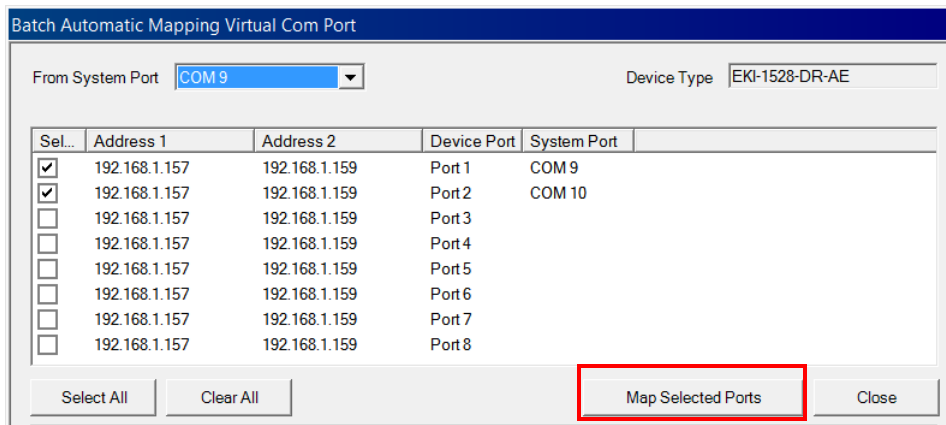 Batch Automatic Mapping Virtual Com Port
From System Port COM 9 Device Type EKI-1528-DR-AE
Sel... Address 1 Address 2 Device Port System Port
192.168.1.157 192.168.1.159 Port 1 COM 9
192.168.1.157 192.168.1.159 Port 2 COM 10
192.168.1.157 192.168.1.159 Port 3
192.168.1.157 192.168.1.159 Port 4
192.168.1.157 192.168.1.159 Port 5
192.168.1.157 192.168.1.159 Port 6
192.168.1.157 192.168.1.159 Port 7
192.168.1.157 192.168.1.159 Port 8
Select All Clear All Map Selected Ports Close